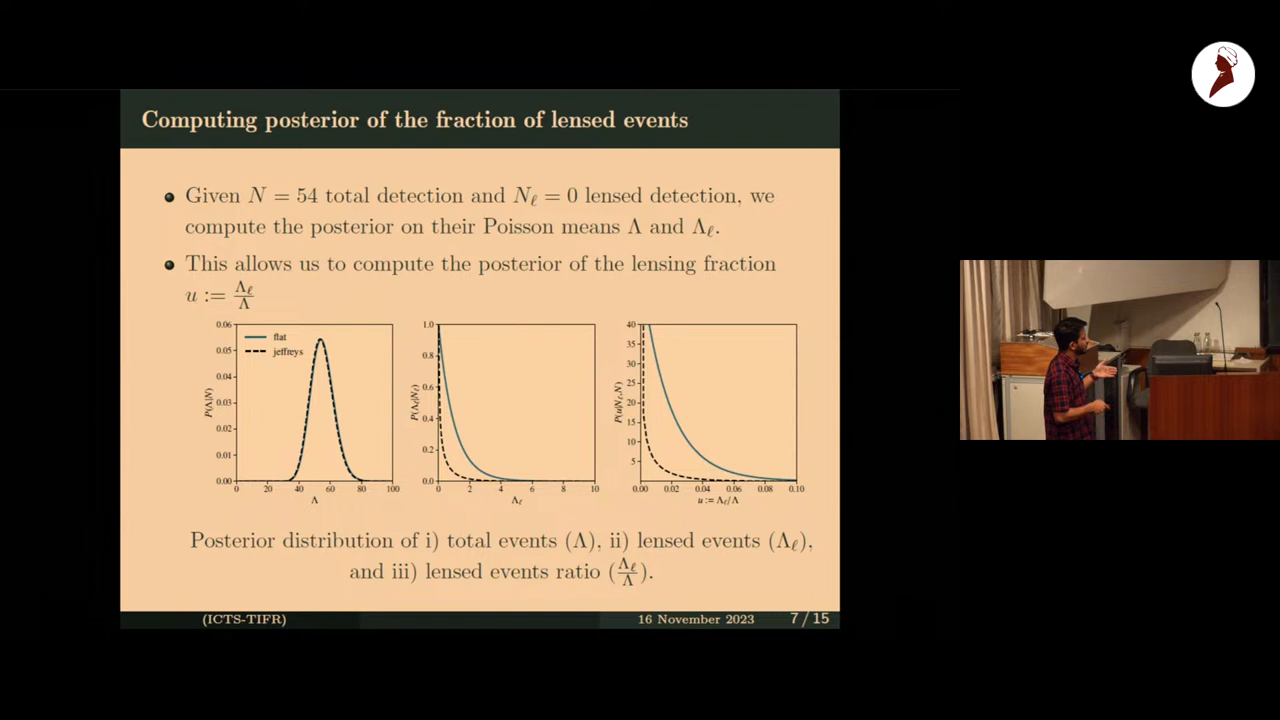 Computing posterior of the fraction of lensed events
Given N = 54 total detection and Nℓ = 0 lensed detection, we
compute the posterior on their Poisson means Λ and Λℓ.
This allows us to compute the posterior of the lensing fraction
u := Λℓ/Λ
flat
jeffreys
P(Λ|N)
0.06
0.05
0.04
0.03
0.02
0.01
0.00
0 20 40 60 80 100
Λ
P(Λℓ|Nℓ)
1.0
0.8
0.6
0.4
0.2
0.0
0 2 4 6 8 10
Λℓ
P(u|Nℓ,N)
40
35
30
25
20
15
10
5
0.00 0.02 0.04 0.06 0.08 0.10
u := Λℓ/Λ
Posterior distribution of i) total events (Λ), ii) lensed events (Λℓ),
and iii) lensed events ratio (Λℓ/Λ).
(ICTS-TIFR) 16 November 2023 7 / 15